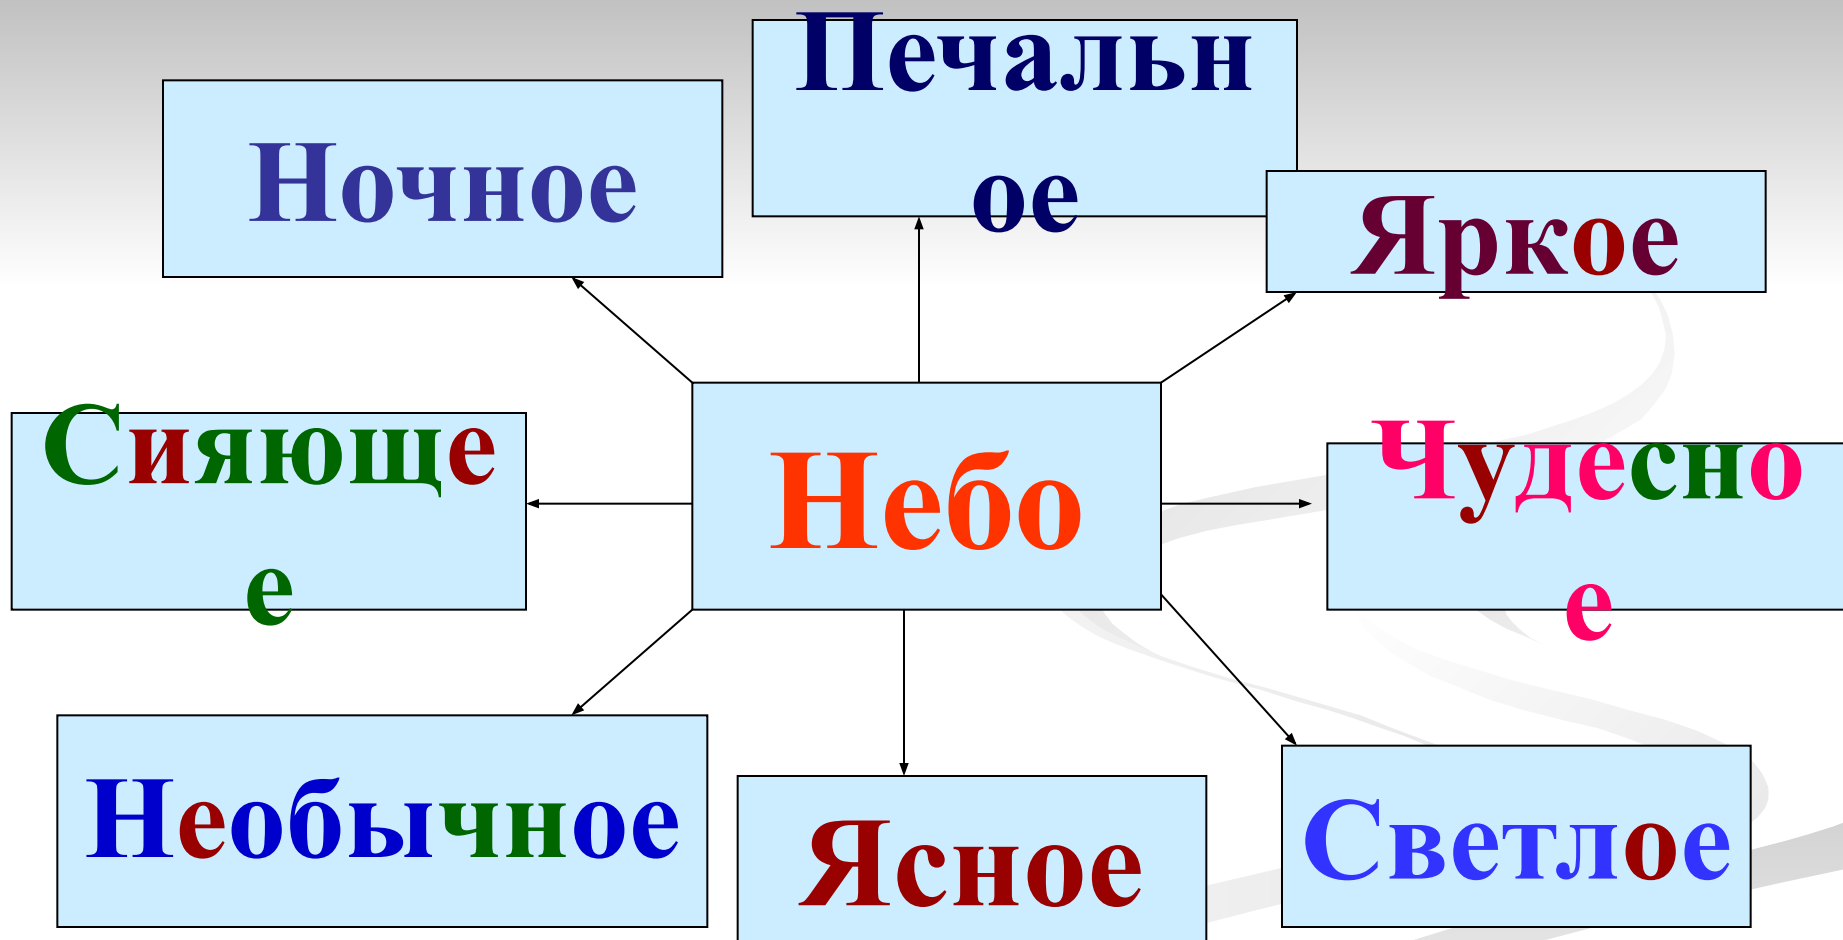 Печальн
ое
Ночное
Яркое
Сияюще
е
Небо
Чудесно
е
Необычное
Ясное
Светлое